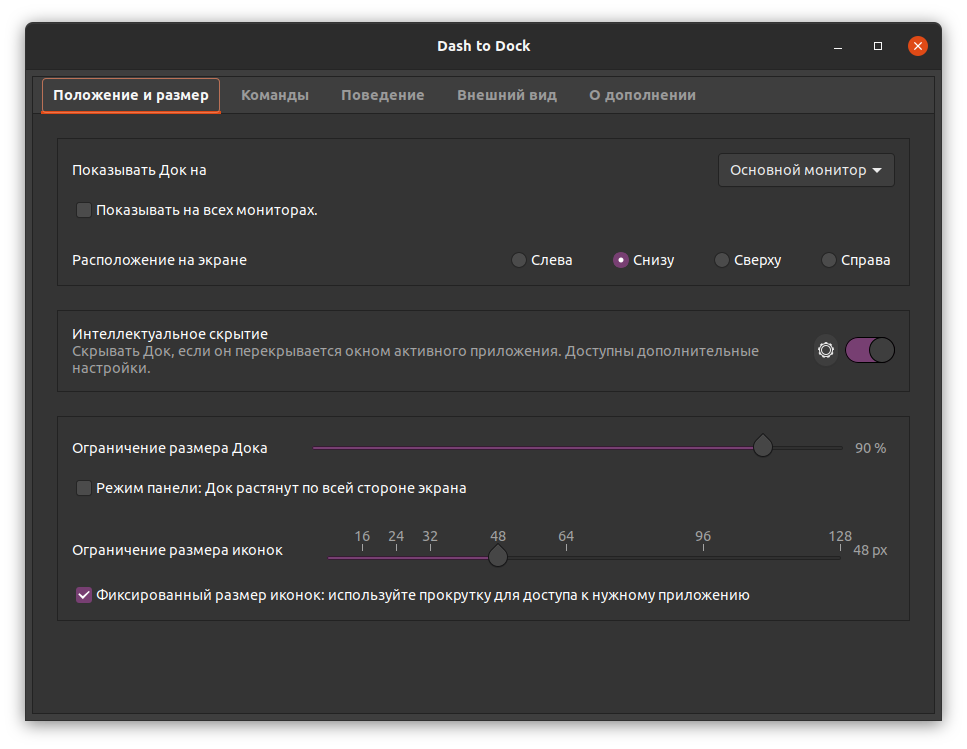 Dash to Dock
Положение и размер Команды Поведение Внешний вид О дополнении
Показывать Док на Основной монитор
Показывать на всех мониторах.
Расположение на экране Слева Снизу Сверху Справа
Интеллектуальное скрытие
Скрывать Док, если он перекрывается окном активного приложения. Доступны дополнительные
настройки.
Ограничение размера Дока 90 %
Режим панели: Док растянут по всей стороне экрана
16 24 32 48 64 96 128
Ограничение размера иконок 48 px
Фиксированный размер иконок: используйте прокрутку для доступа к нужному приложению